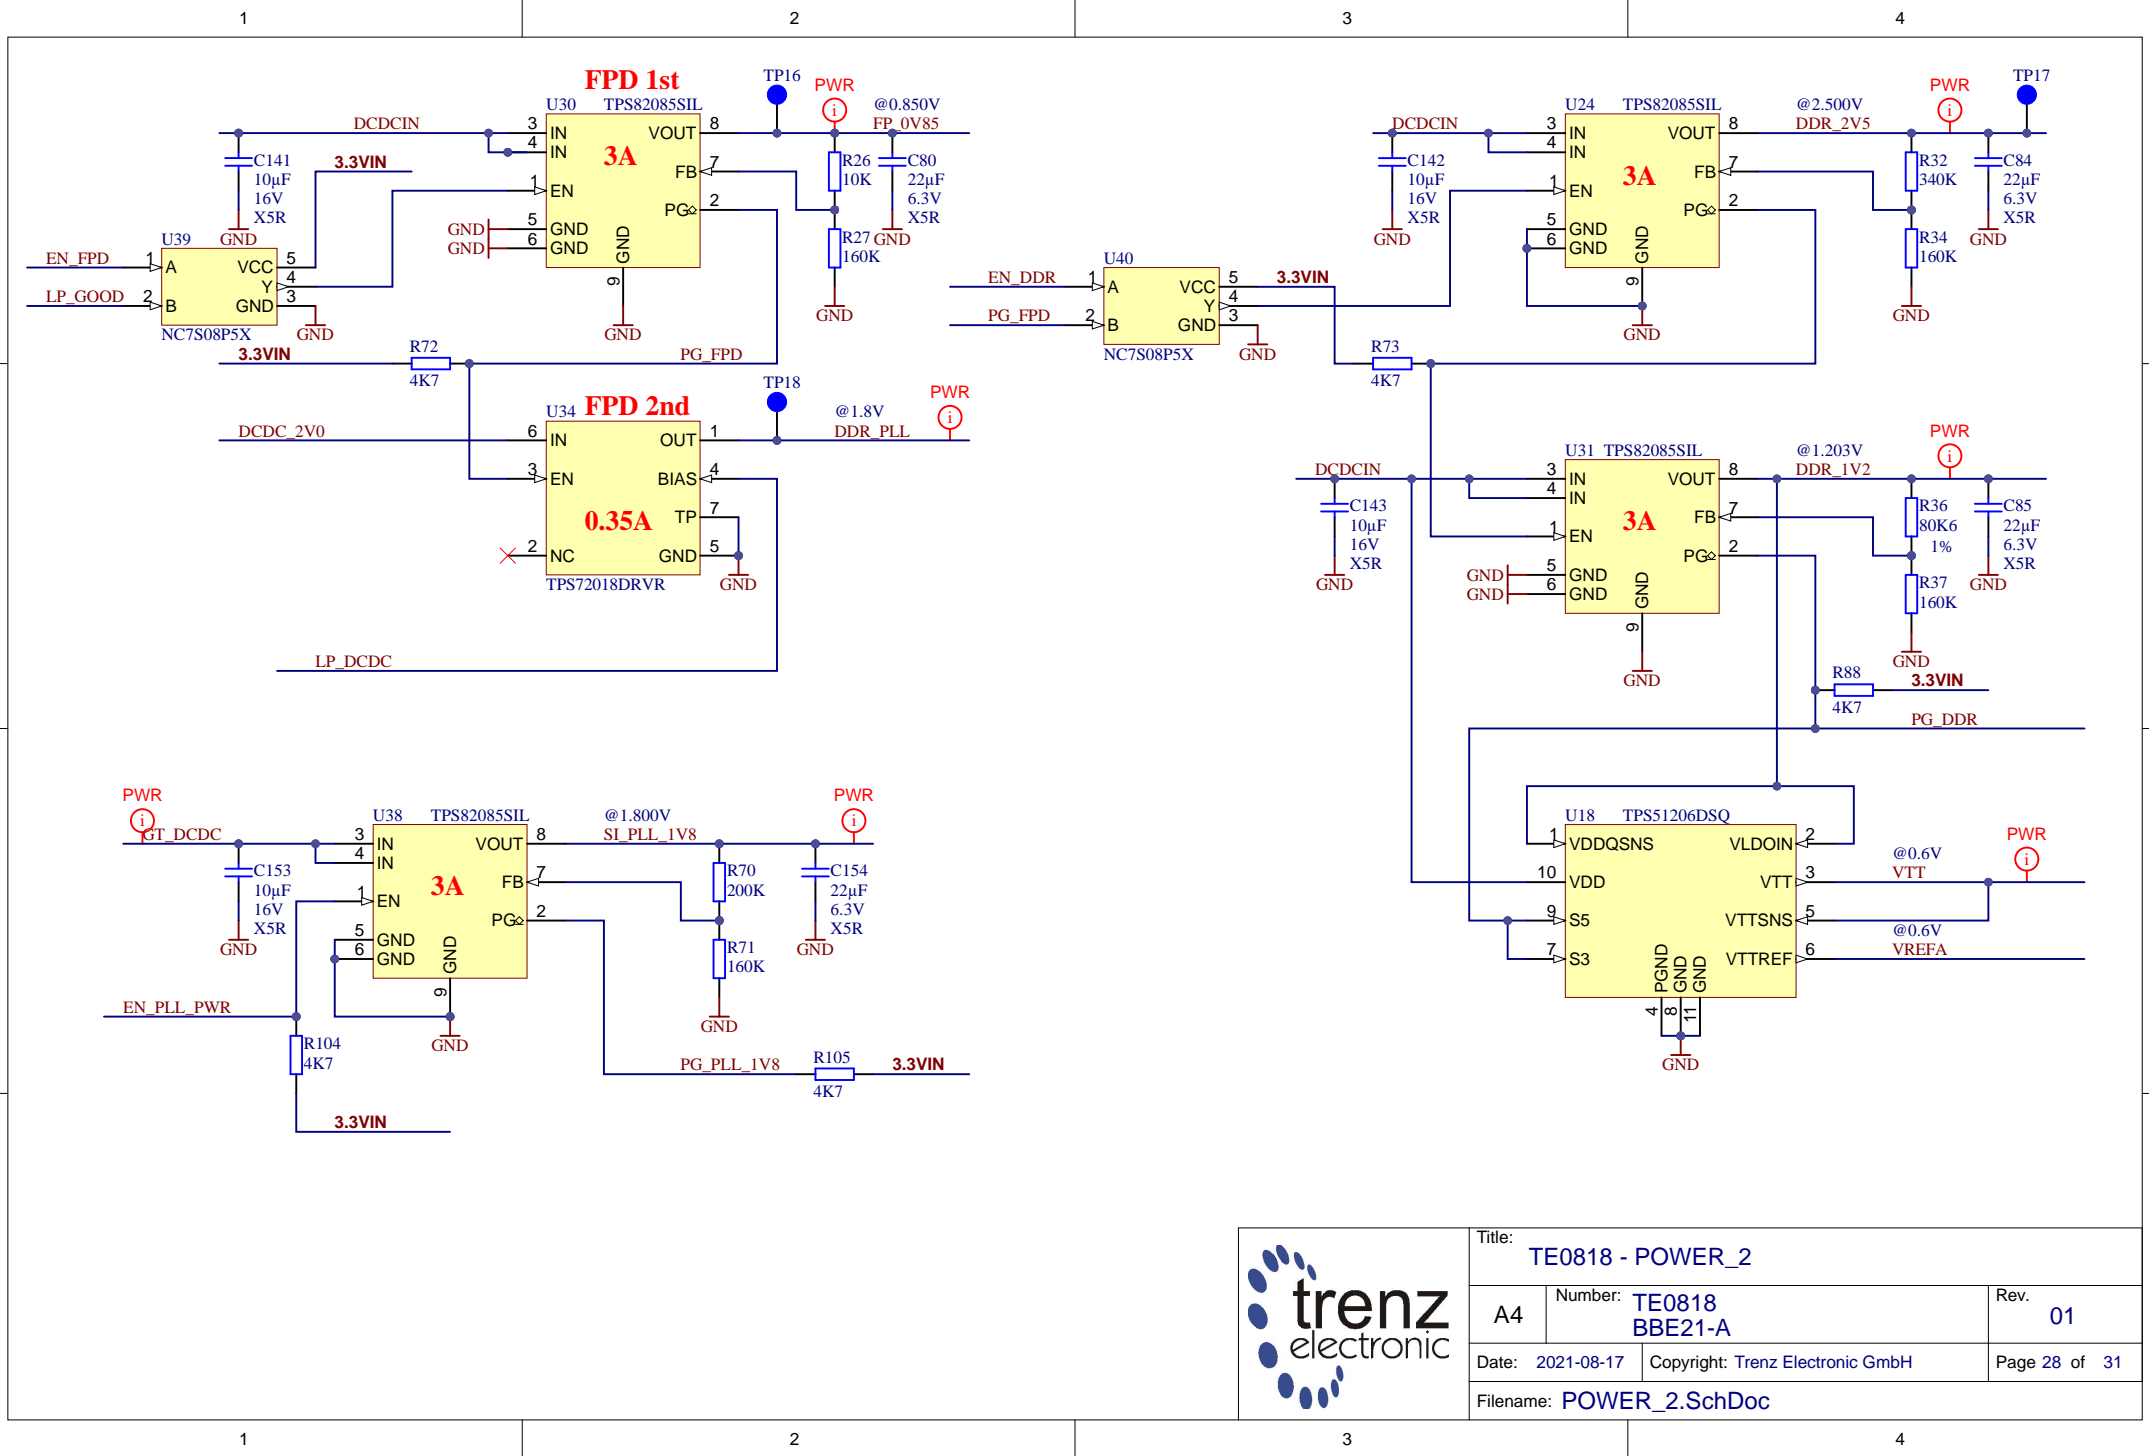 1
2
3
4
FPD 1st
U30 TPS82085SIL
TP16
PWR
@0.850V
FP_0V85
DCDCIN
3 IN
4 IN
1 EN
5 GND
6 GND
GND
9
VOUT 8
FB 7
PG 2
3A
C141
10µF
16V
X5R
GND
3.3VIN
GND
GND
GND
R26
10K
R27
160K
GND
C80
22µF
6.3V
X5R
GND
U39
EN_FPD
LP_GOOD
1 A
2 B
VCC 5
Y 4
GND 3
NC7S08P5X
GND
3.3VIN
R72
4K7
PG_FPD
FPD 2nd
U34
TP18
PWR
@1.8V
DDR_PLL
DCDC_2V0
6 IN
3 EN
2 NC
OUT 1
BIAS 4
TP 7
GND 5
0.35A
TPS72018DRVR
GND
LP_DCDC
PWR
GT_DCDC
U38 TPS82085SIL
@1.800V
SI_PLL_1V8
PWR
3 IN
4 IN
1 EN
5 GND
6 GND
GND
9
VOUT 8
FB 7
PG 2
3A
C153
10µF
16V
X5R
GND
R70
200K
R71
160K
GND
C154
22µF
6.3V
X5R
GND
EN_PLL_PWR
GND
R104
4K7
3.3VIN
PG_PLL_1V8
R105
4K7
3.3VIN
U24 TPS82085SIL
@2.500V
DDR_2V5
PWR
TP17
DCDCIN
3 IN
4 IN
1 EN
5 GND
6 GND
GND
9
VOUT 8
FB 7
PG 2
3A
C142
10µF
16V
X5R
GND
R32
340K
R34
160K
GND
C84
22µF
6.3V
X5R
GND
GND
U40
EN_DDR
PG_FPD
1 A
2 B
VCC 5
Y 4
GND 3
NC7S08P5X
3.3VIN
GND
R73
4K7
U31 TPS82085SIL
@1.203V
DDR_1V2
PWR
DCDCIN
3 IN
4 IN
1 EN
5 GND
6 GND
GND
9
VOUT 8
FB 7
PG 2
3A
C143
10µF
16V
X5R
GND
GND
GND
GND
R36
80K6
1%
R37
160K
GND
C85
22µF
6.3V
X5R
GND
R88
4K7
3.3VIN
PG_DDR
U18 TPS51206DSQ
1 VDDQSNS
10 VDD
9 S5
7 S3
VLDOIN 2
VTT 3
VTTSNS 5
VTTREF 6
PGND
GND
GND
4
8
11
GND
@0.6V
VTT
PWR
@0.6V
VREFA
trenz
electronic
Title:
TE0818 - POWER_2
A4
Number: TE0818
BBE21-A
Rev.
01
Date: 2021-08-17
Copyright: Trenz Electronic GmbH
Page 28 of 31
Filename: POWER_2.SchDoc
1
2
3
4